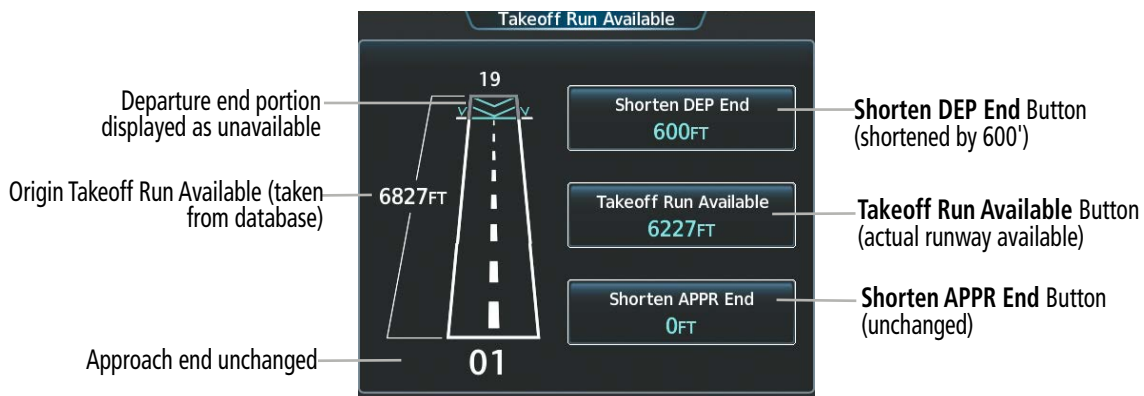 Takeoff Run Available
19
Departure end portion
displayed as unavailable
Shorten DEP End
600FT
Shorten DEP End Button
(shortened by 600')
Origin Takeoff Run Available (taken
from database)
6827FT
Takeoff Run Available
6227FT
Takeoff Run Available Button
(actual runway available)
Shorten APPR End
0FT
Shorten APPR End Button
(unchanged)
Approach end unchanged
01